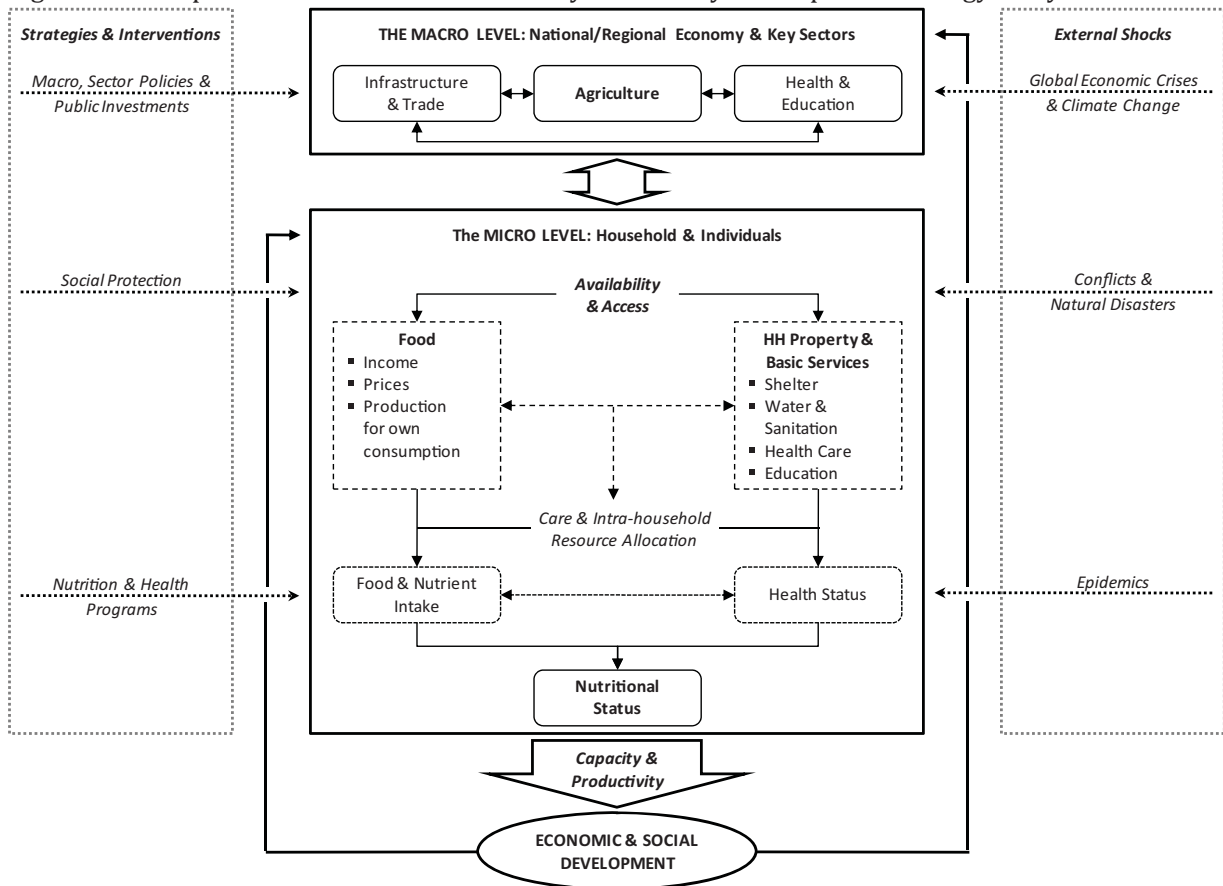 Strategies & Interventions
Macro, Sector Policies &
Public Investments
Social Protection
Nutrition & Health
Programs
THE MACRO LEVEL: National/Regional Economy & Key Sectors
Infrastructure
& Trade
Agriculture
Health &
Education
The MICRO LEVEL: Household & Individuals
Availability
& Access
Food
▪ Income
▪ Prices
▪ Production
for own
consumption
HH Property &
Basic Services
▪ Shelter
▪ Water &
Sanitation
▪ Health Care
▪ Education
Care & Intra-household
Resource Allocation
Food & Nutrient
Intake
Health Status
Nutritional
Status
Capacity &
Productivity
ECONOMIC & SOCIAL
DEVELOPMENT
External Shocks
Global Economic Crises
& Climate Change
Conflicts &
Natural Disasters
Epidemics